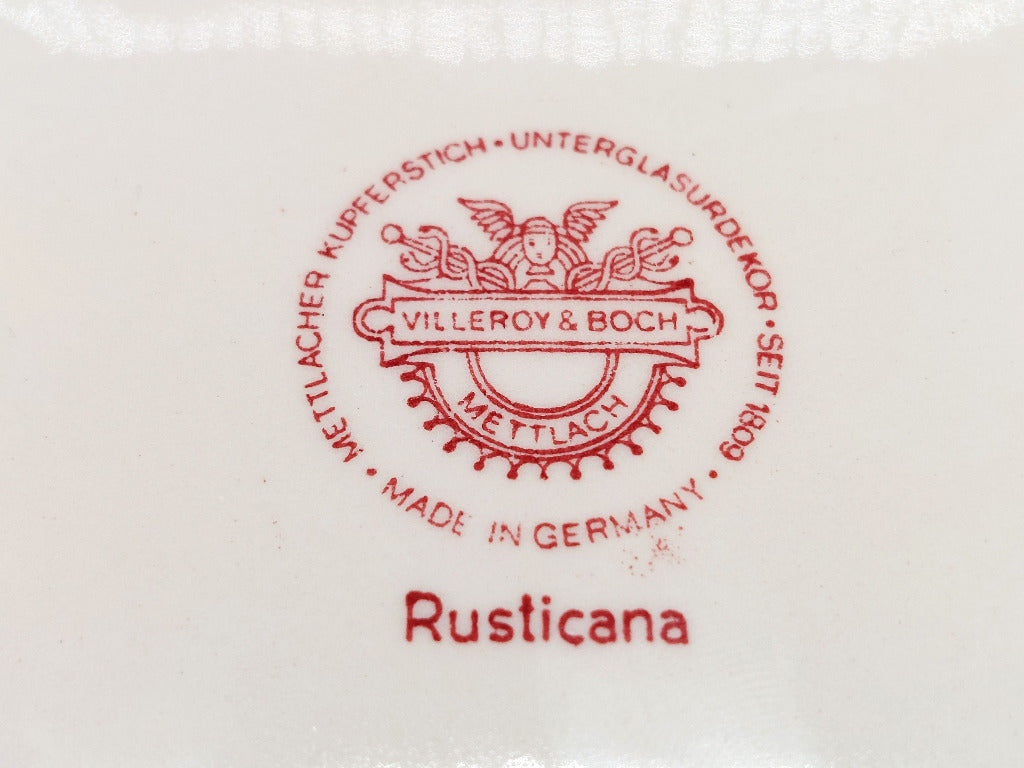 METTLACHER KUPFERSTICH · UNTERGLASURDEKOR · SEIT 1809 ·
VILLEROY & BOCH
METTLACH
MADE IN GERMANY ·
Rusticana